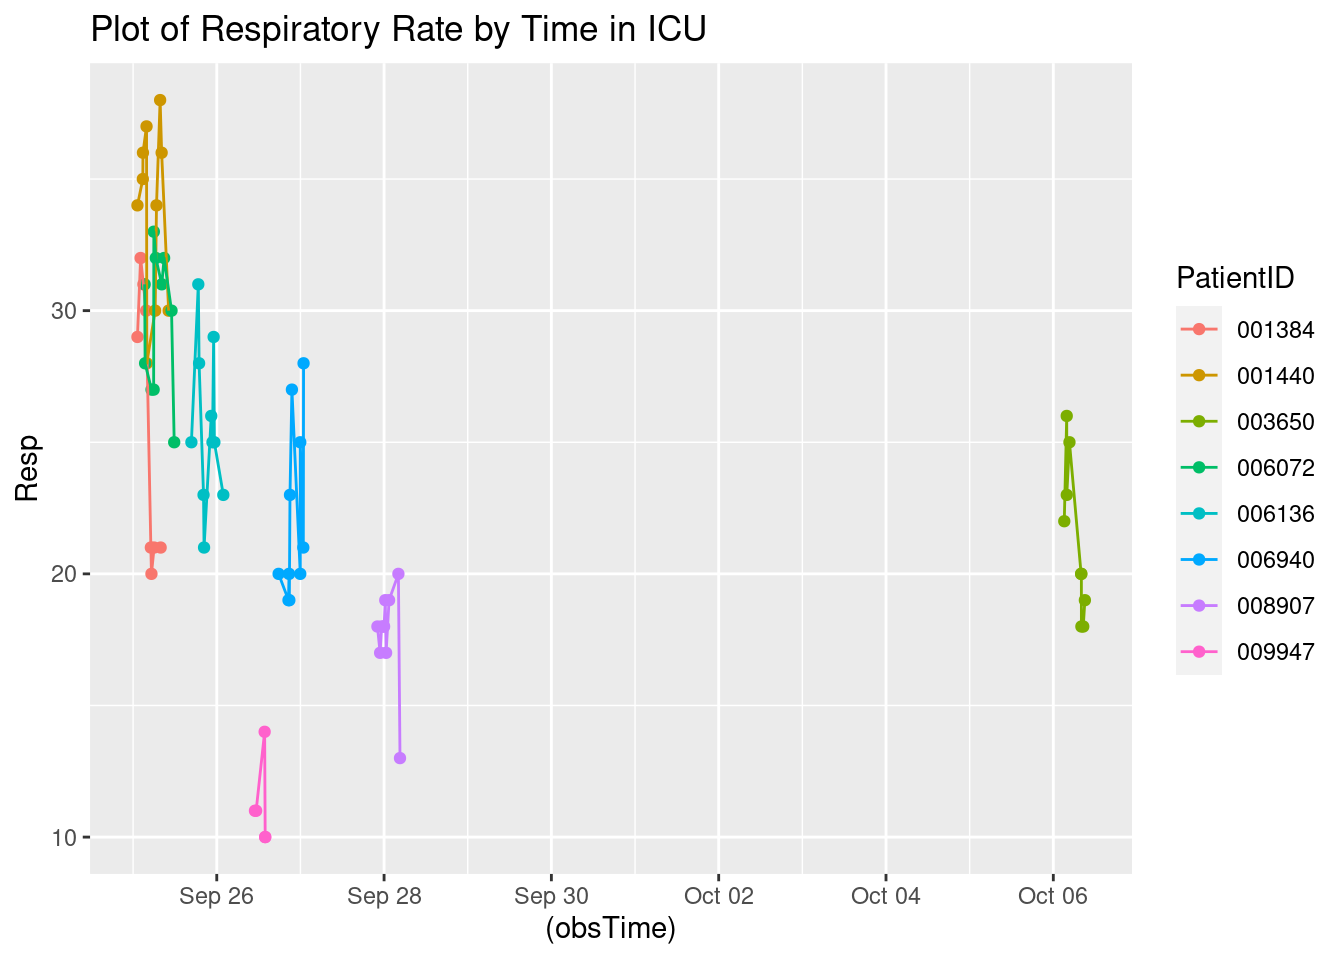 Plot of Respiratory Rate by Time in ICU
Resp
30
20
10
Sep 26 Sep 28 Sep 30 Oct 02 Oct 04 Oct 06
(obsTime)
PatientID
001384
001440
003650
006072
006136
006940
008907
009947